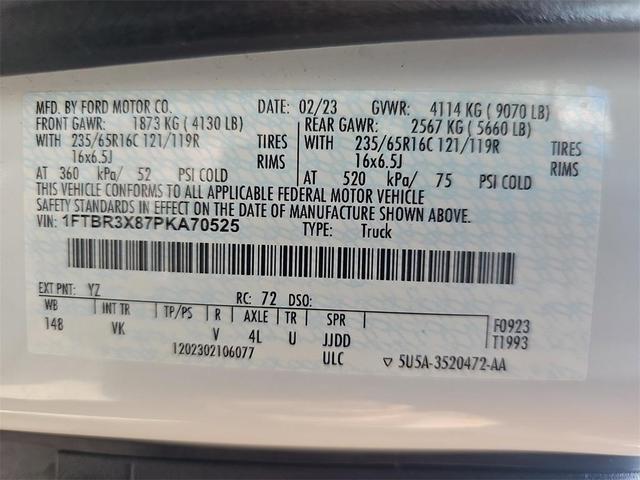 MFD. BY FORD MOTOR CO. DATE: 02/23 GVWR: 4114 KG ( 9070 LB)
FRONT GAWR: 1873 KG ( 4130 LB) REAR GAWR: 2567 KG ( 5660 LB)
WITH 235/65R16C 121/119R TIRES WITH 235/65R16C 121/119R TIRES
16x6.5J RIMS 16x6.5J RIMS
AT 360 kPa/ 52 PSI COLD AT 520 kPa/ 75 PSI COLD
THIS VEHICLE CONFORMS TO ALL APPLICABLE FEDERAL MOTOR VEHICLE
SAFETY STANDARDS IN EFFECT ON THE DATE OF MANUFACTURE SHOWN ABOVE.
VIN: 1FTBR3X87PKA70525 TYPE: Truck
EXT PNT: YZ RC: 72 DSO:
WB INT TR TP/PS R AXLE TR SPR F0923
148 VK V 4L U JJDD T1993
1202302106077 ULC ▽ 5U5A-3520472-AA